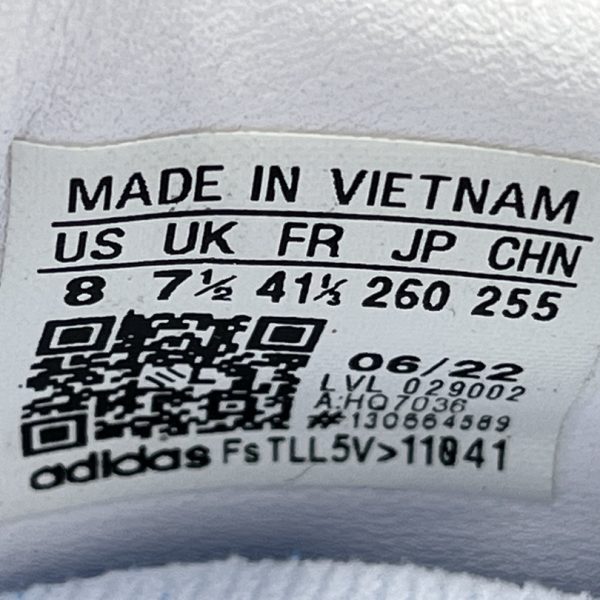 MADE IN VIETNAM
US UK FR JP CHN
8 7½ 41⅓ 260 255
06/22
LVL 029002
A:HQ7036
#130664589
adidas FsTLL5V>11041